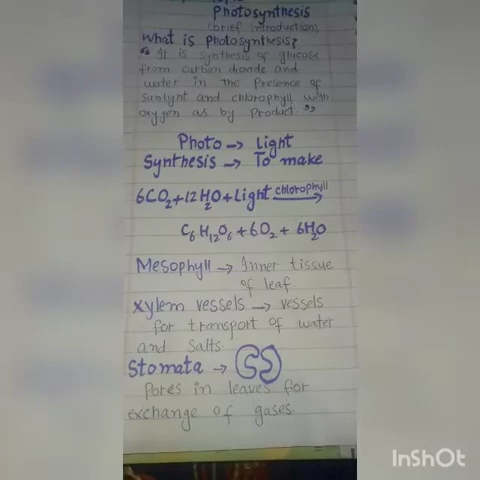 Photosynthesis
(brief introduction)
What is Photosynthesis?
"It is synthesis of glucose
from carbon dioxide and
water in the presence of
sunlight and chlorophyll with
oxygen as by product."
Photo → Light
Synthesis → To make
6CO₂+12H₂O+Light chlorophyll→
C₆H₁₂O₆+6O₂+6H₂O
Mesophyll → Inner tissue
of leaf
Xylem vessels → vessels
for transport of water
and salts
Stomata →
Pores in leaves for
exchange of gases
InShOt